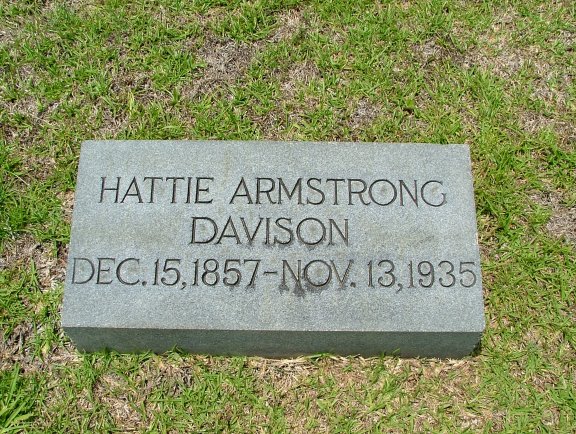 HATTIE ARMSTRONG
DAVISON
DEC. 15, 1857-NOV. 13, 1935